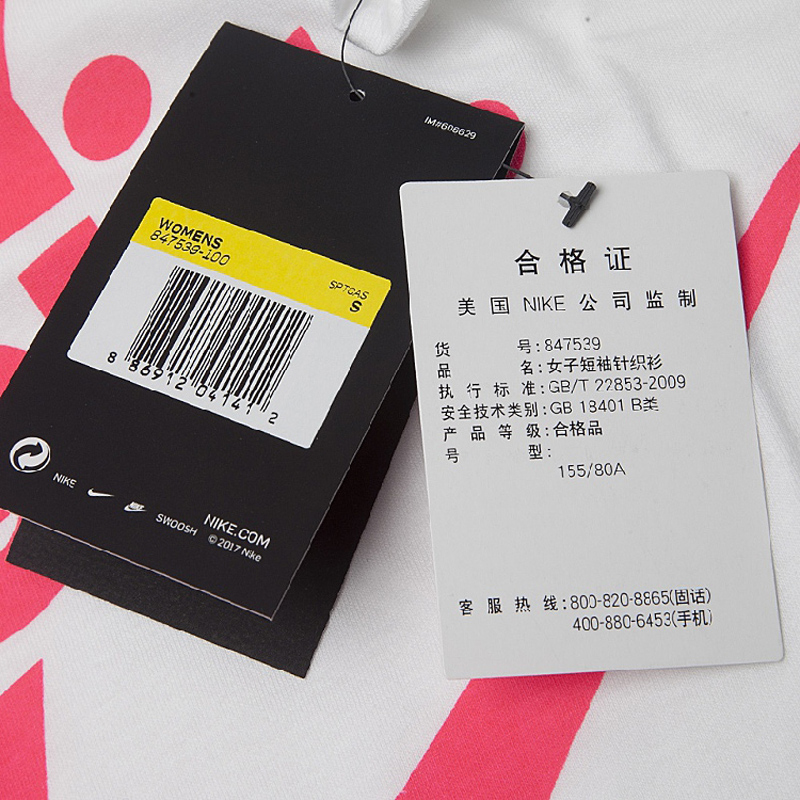 IM#606629
WOMENS
847539-100
SPTCAS
S
8 86912 04141 2
NIKE
SWOOSH
NIKE.COM
© 2017 Nike
合格证
美国 NIKE 公司监制
货号:847539
品名:女子短袖针织衫
执行标准:GB/T 22853-2009
安全技术类别:GB 18401 B类
产品等级:合格品
号型:
155/80A
客服热线:800-820-8865(固话)
400-880-6453(手机)